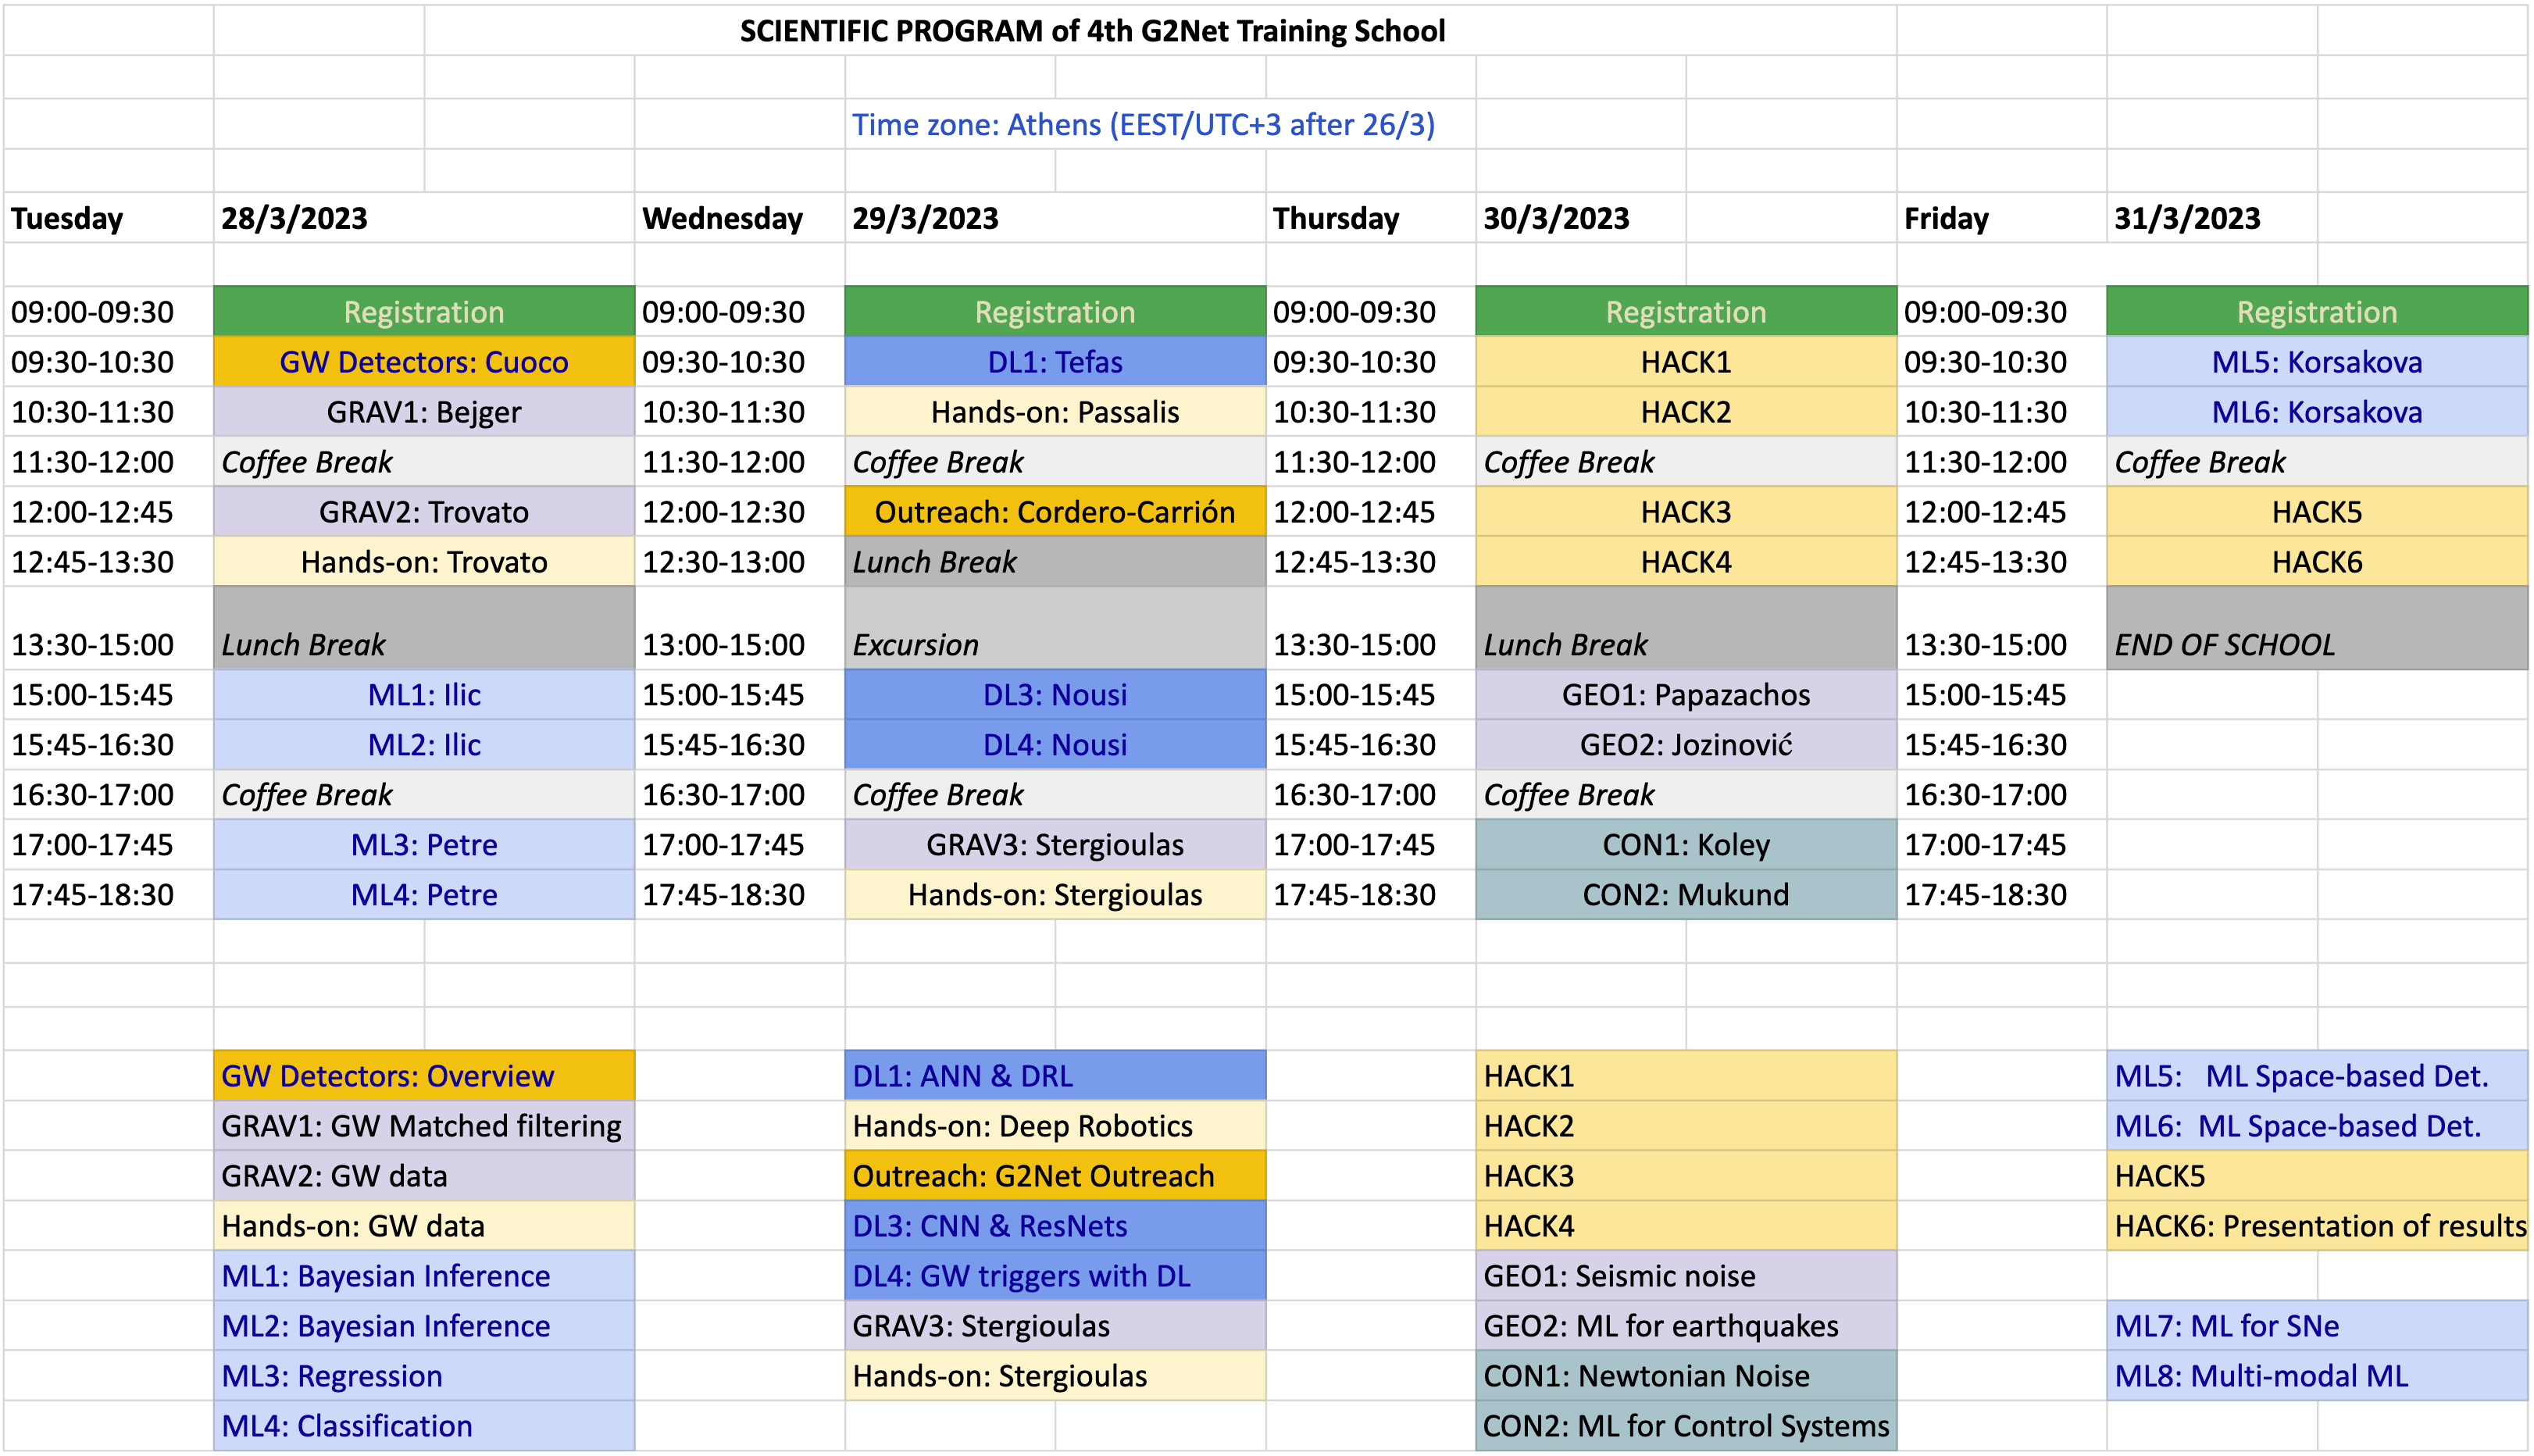 SCIENTIFIC PROGRAM of 4th G2Net Training School
Time zone: Athens (EEST/UTC+3 after 26/3)
Tuesday 28/3/2023 Wednesday 29/3/2023 Thursday 30/3/2023 Friday 31/3/2023
09:00-09:30 Registration 09:00-09:30 Registration 09:00-09:30 Registration 09:00-09:30 Registration
09:30-10:30 GW Detectors: Cuoco 09:30-10:30 DL1: Tefas 09:30-10:30 HACK1 09:30-10:30 ML5: Korsakova
10:30-11:30 GRAV1: Bejger 10:30-11:30 Hands-on: Passalis 10:30-11:30 HACK2 10:30-11:30 ML6: Korsakova
11:30-12:00 Coffee Break 11:30-12:00 Coffee Break 11:30-12:00 Coffee Break 11:30-12:00 Coffee Break
12:00-12:45 GRAV2: Trovato 12:00-12:30 Outreach: Cordero-Carrión 12:00-12:45 HACK3 12:00-12:45 HACK5
12:45-13:30 Hands-on: Trovato 12:30-13:00 Lunch Break 12:45-13:30 HACK4 12:45-13:30 HACK6
13:30-15:00 Lunch Break 13:00-15:00 Excursion 13:30-15:00 Lunch Break 13:30-15:00 END OF SCHOOL
15:00-15:45 ML1: Ilic 15:00-15:45 DL3: Nousi 15:00-15:45 GEO1: Papazachos 15:00-15:45
15:45-16:30 ML2: Ilic 15:45-16:30 DL4: Nousi 15:45-16:30 GEO2: Jozinović 15:45-16:30
16:30-17:00 Coffee Break 16:30-17:00 Coffee Break 16:30-17:00 Coffee Break 16:30-17:00
17:00-17:45 ML3: Petre 17:00-17:45 GRAV3: Stergioulas 17:00-17:45 CON1: Koley 17:00-17:45
17:45-18:30 ML4: Petre 17:45-18:30 Hands-on: Stergioulas 17:45-18:30 CON2: Mukund 17:45-18:30
GW Detectors: Overview DL1: ANN & DRL HACK1 ML5: ML Space-based Det.
GRAV1: GW Matched filtering Hands-on: Deep Robotics HACK2 ML6: ML Space-based Det.
GRAV2: GW data Outreach: G2Net Outreach HACK3 HACK5
Hands-on: GW data DL3: CNN & ResNets HACK4 HACK6: Presentation of results
ML1: Bayesian Inference DL4: GW triggers with DL GEO1: Seismic noise
ML2: Bayesian Inference GRAV3: Stergioulas GEO2: ML for earthquakes ML7: ML for SNe
ML3: Regression Hands-on: Stergioulas CON1: Newtonian Noise ML8: Multi-modal ML
ML4: Classification CON2: ML for Control Systems